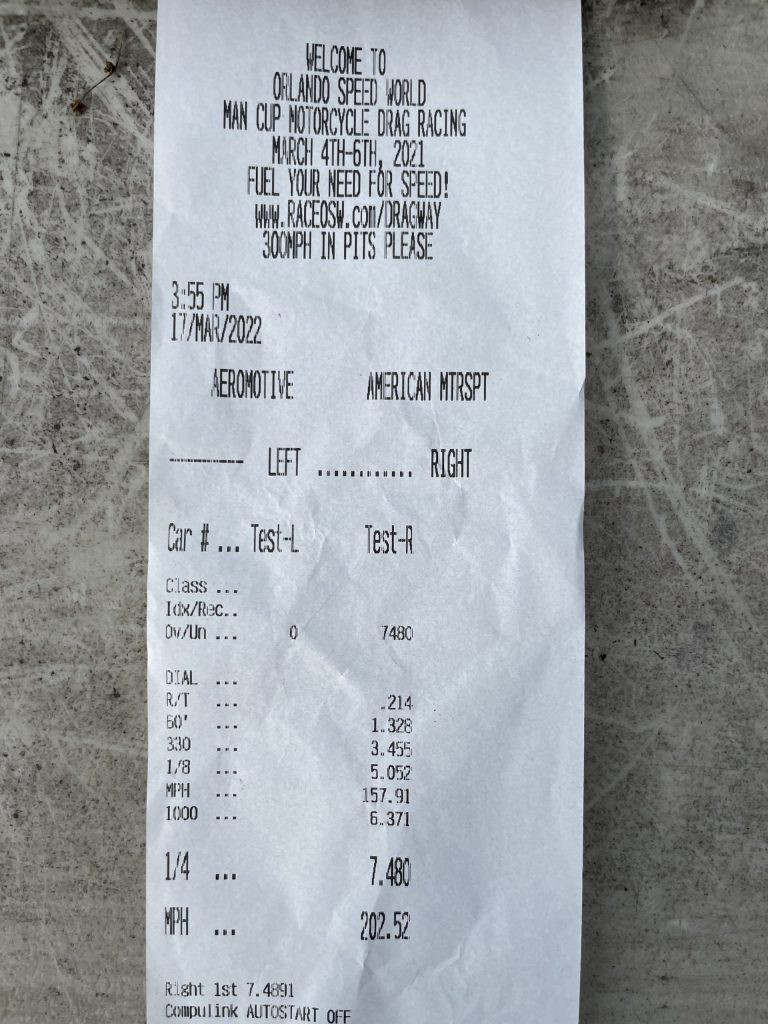 WELCOME TO
ORLANDO SPEED WORLD
MAN CUP MOTORCYCLE DRAG RACING
MARCH 4TH-6TH, 2021
FUEL YOUR NEED FOR SPEED!
WWW.RACEOSW.com/DRAGWAY
300MPH IN PITS PLEASE
3:55 PM
17/MAR/2022
AEROMOTIVE AMERICAN MTRSPT
---------- LEFT ............ RIGHT
Car # ... Test-L Test-R
Class ...
Idx/Rec..
Ov/Un ... 0 7480
DIAL ...
R/T ... .214
60' ... 1.328
330 ... 3.455
1/8 ... 5.052
MPH ... 157.91
1000 ... 6.371
1/4 ... 7.480
MPH ... 202.52
Right 1st 7.4891
Compulink AUTOSTART OFF